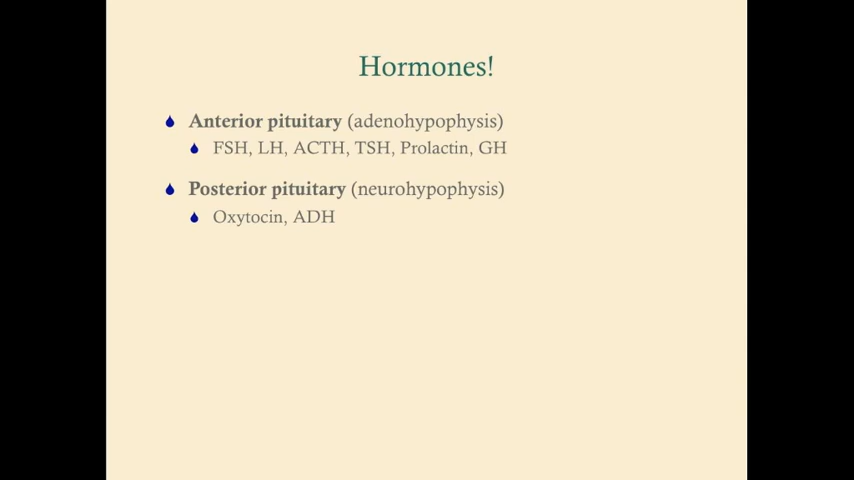 Hormones!
Anterior pituitary (adenohypophysis)
FSH, LH, ACTH, TSH, Prolactin, GH
Posterior pituitary (neurohypophysis)
Oxytocin, ADH